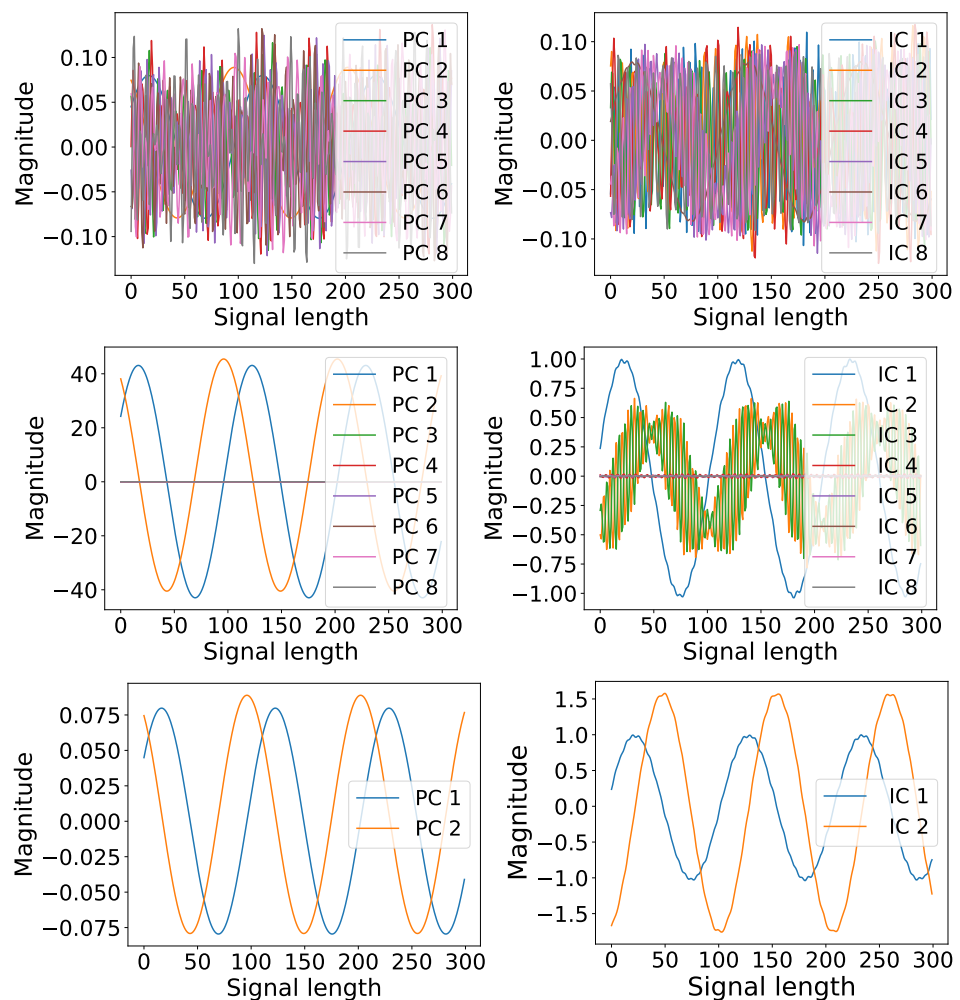 0.10
0.05
0.00
−0.05
−0.10
Magnitude
0 50 100 150 200 250 300
Signal length
PC 1
PC 2
PC 3
PC 4
PC 5
PC 6
PC 7
PC 8
0.10
0.05
0.00
−0.05
−0.10
Magnitude
0 50 100 150 200 250 300
Signal length
IC 1
IC 2
IC 3
IC 4
IC 5
IC 6
IC 7
IC 8
40
20
0
−20
−40
Magnitude
0 50 100 150 200 250 300
Signal length
PC 1
PC 2
PC 3
PC 4
PC 5
PC 6
PC 7
PC 8
1.00
0.75
0.50
0.25
0.00
−0.25
−0.50
−0.75
−1.00
Magnitude
0 50 100 150 200 250 300
Signal length
IC 1
IC 2
IC 3
IC 4
IC 5
IC 6
IC 7
IC 8
0.075
0.050
0.025
0.000
−0.025
−0.050
−0.075
Magnitude
0 50 100 150 200 250 300
Signal length
PC 1
PC 2
1.5
1.0
0.5
0.0
−0.5
−1.0
−1.5
Magnitude
0 50 100 150 200 250 300
Signal length
IC 1
IC 2